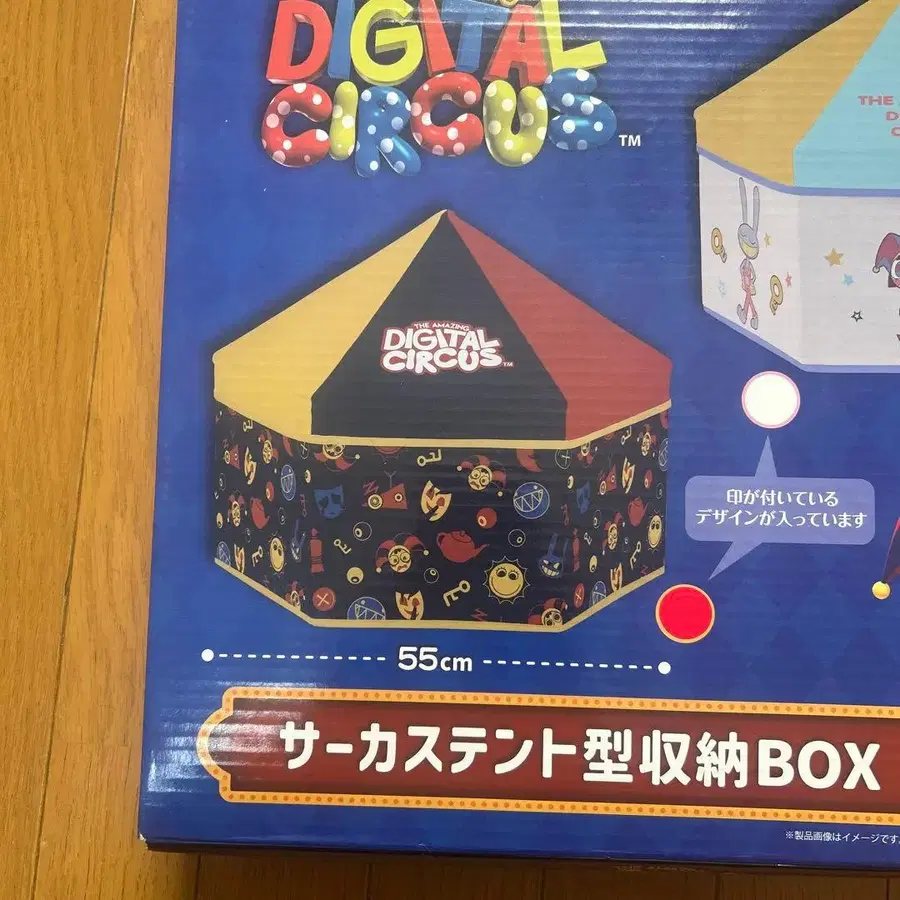 DIGITAL
CIRCUS
TM
THE AMAZING
DIGITAL
CIRCUS
TM
THE
D
C
印が付いている
デザインが入っています
55cm
サーカステント型収納BOX
※製品画像はイメージです。